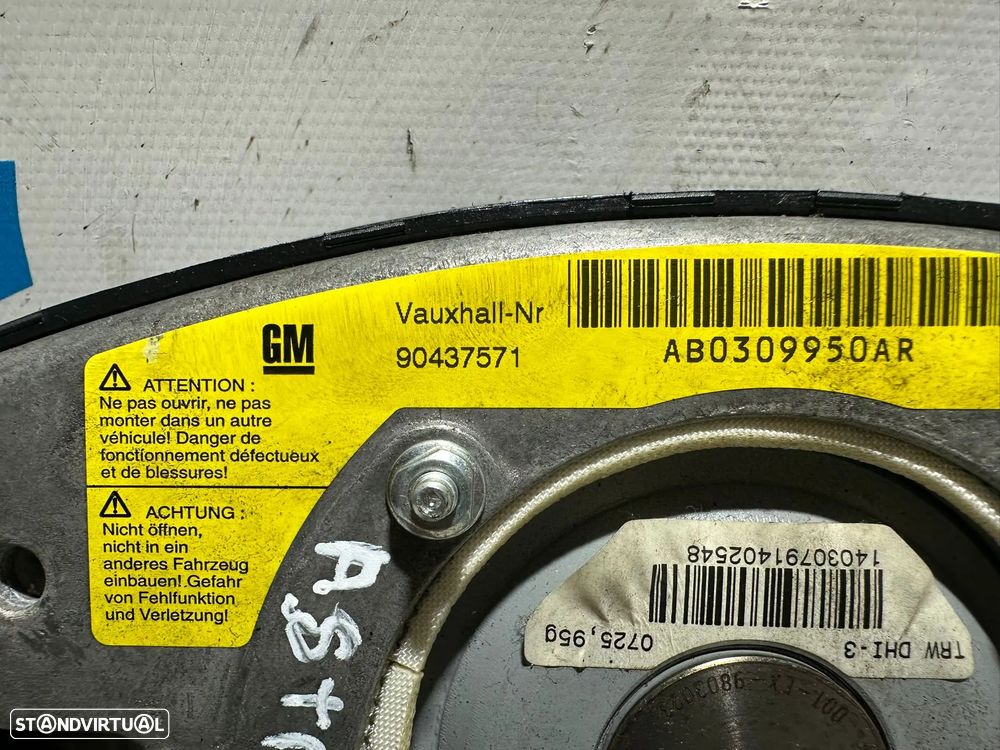 GM
Vauxhall-Nr
90437571
AB0309950AR
ATTENTION :
Ne pas ouvrir, ne pas
monter dans un autre
véhicule! Danger de
fonctionnement défectueux
et de blessures!
ACHTUNG :
Nicht öffnen,
nicht in ein
anderes Fahrzeug
einbauen! Gefahr
von Fehlfunktion
und Verletzung!
TRW DHI-3
0725,95g
14030791402548
STANDVIRTUAL